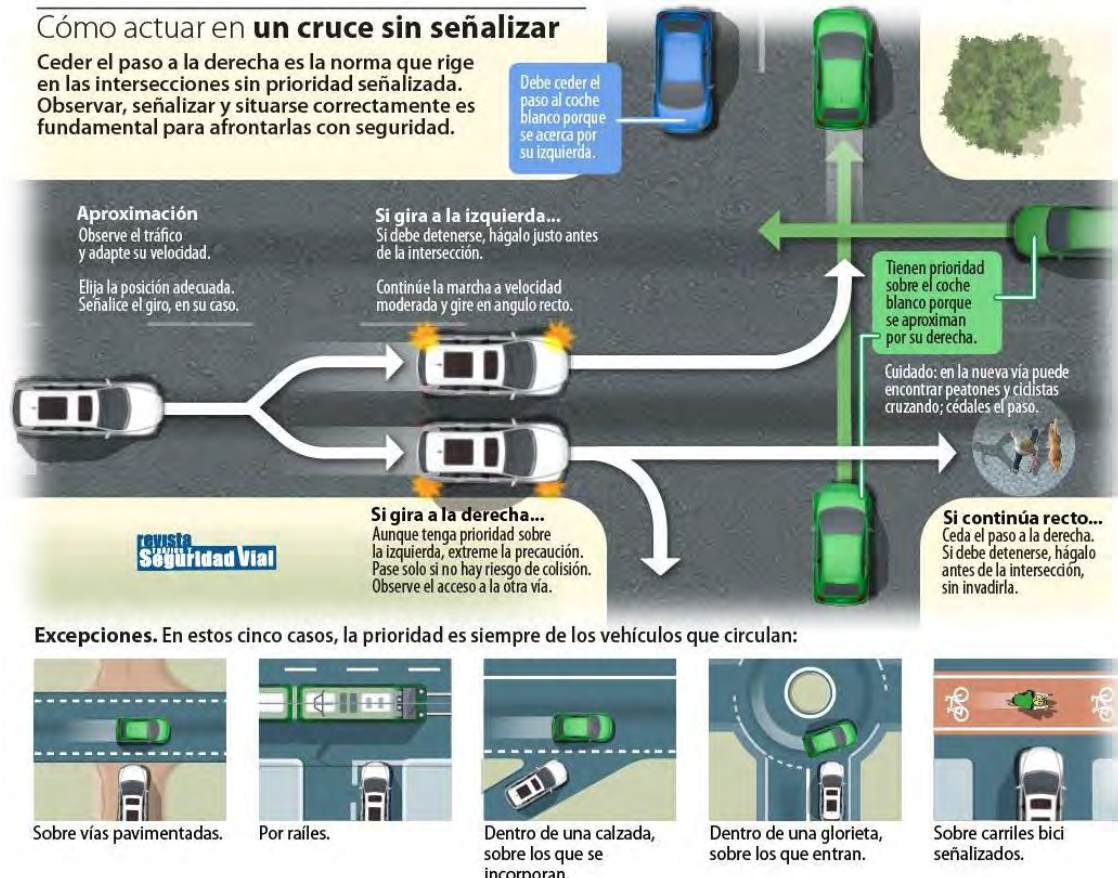 Cómo actuar en un cruce sin señalizar
Ceder el paso a la derecha es la norma que rige
en las intersecciones sin prioridad señalizada.
Observar, señalizar y situarse correctamente es
fundamental para afrontarlas con seguridad.
Debe ceder el
paso al coche
blanco porque
se acerca por
su izquierda.
Aproximación
Observe el tráfico
y adapte su velocidad.
Elija la posición adecuada.
Señalice el giro, en su caso.
Si gira a la izquierda...
Si debe detenerse, hágalo justo antes
de la intersección.
Continúe la marcha a velocidad
moderada y gire en angulo recto.
Tienen prioridad
sobre el coche
blanco porque
se aproximan
por su derecha.
Cuidado: en la nueva vía puede
encontrar peatones y ciclistas
cruzando; cédales el paso.
Si gira a la derecha...
Aunque tenga prioridad sobre
la izquierda, extreme la precaución.
Pase solo si no hay riesgo de colisión.
Observe el acceso a la otra vía.
Si continúa recto...
Ceda el paso a la derecha.
Si debe detenerse, hágalo
antes de la intersección,
sin invadirla.
revista
Tráfico y
Seguridad Vial
Excepciones. En estos cinco casos, la prioridad es siempre de los vehículos que circulan:
Sobre vías pavimentadas.
Por raíles.
Dentro de una calzada,
sobre los que se
incorporan.
Dentro de una glorieta,
sobre los que entran.
Sobre carriles bici
señalizados.